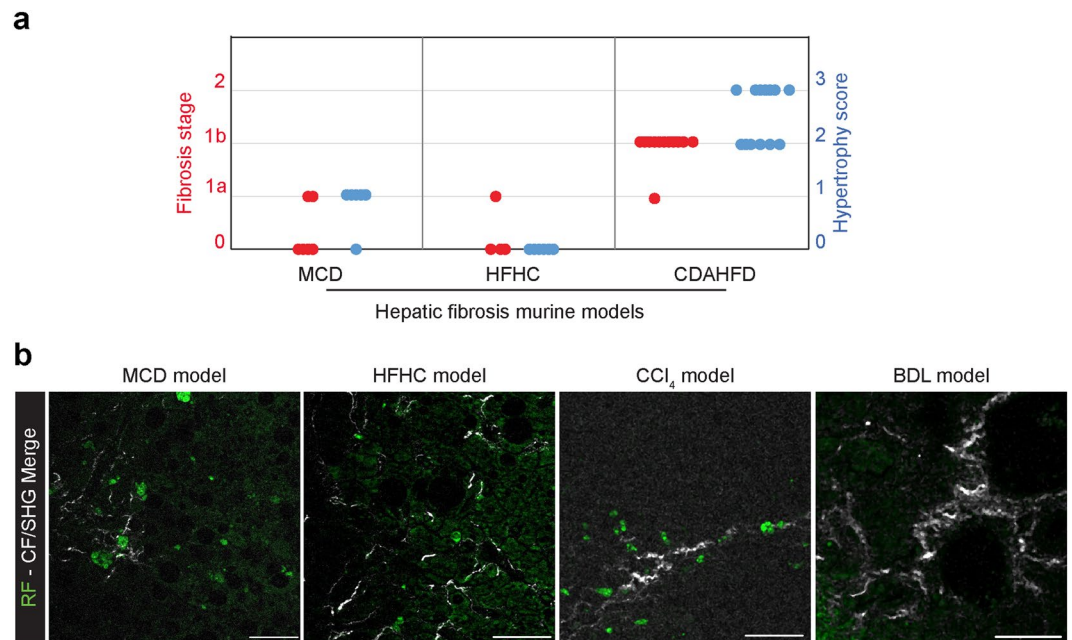 a
Fibrosis stage
2
1b
1a
0
3
2
1
0
Hypertrophy score
MCD
HFHC
CDAHFD
Hepatic fibrosis murine models
b
MCD model
HFHC model
CCl₄ model
BDL model
RF - CF/SHG Merge